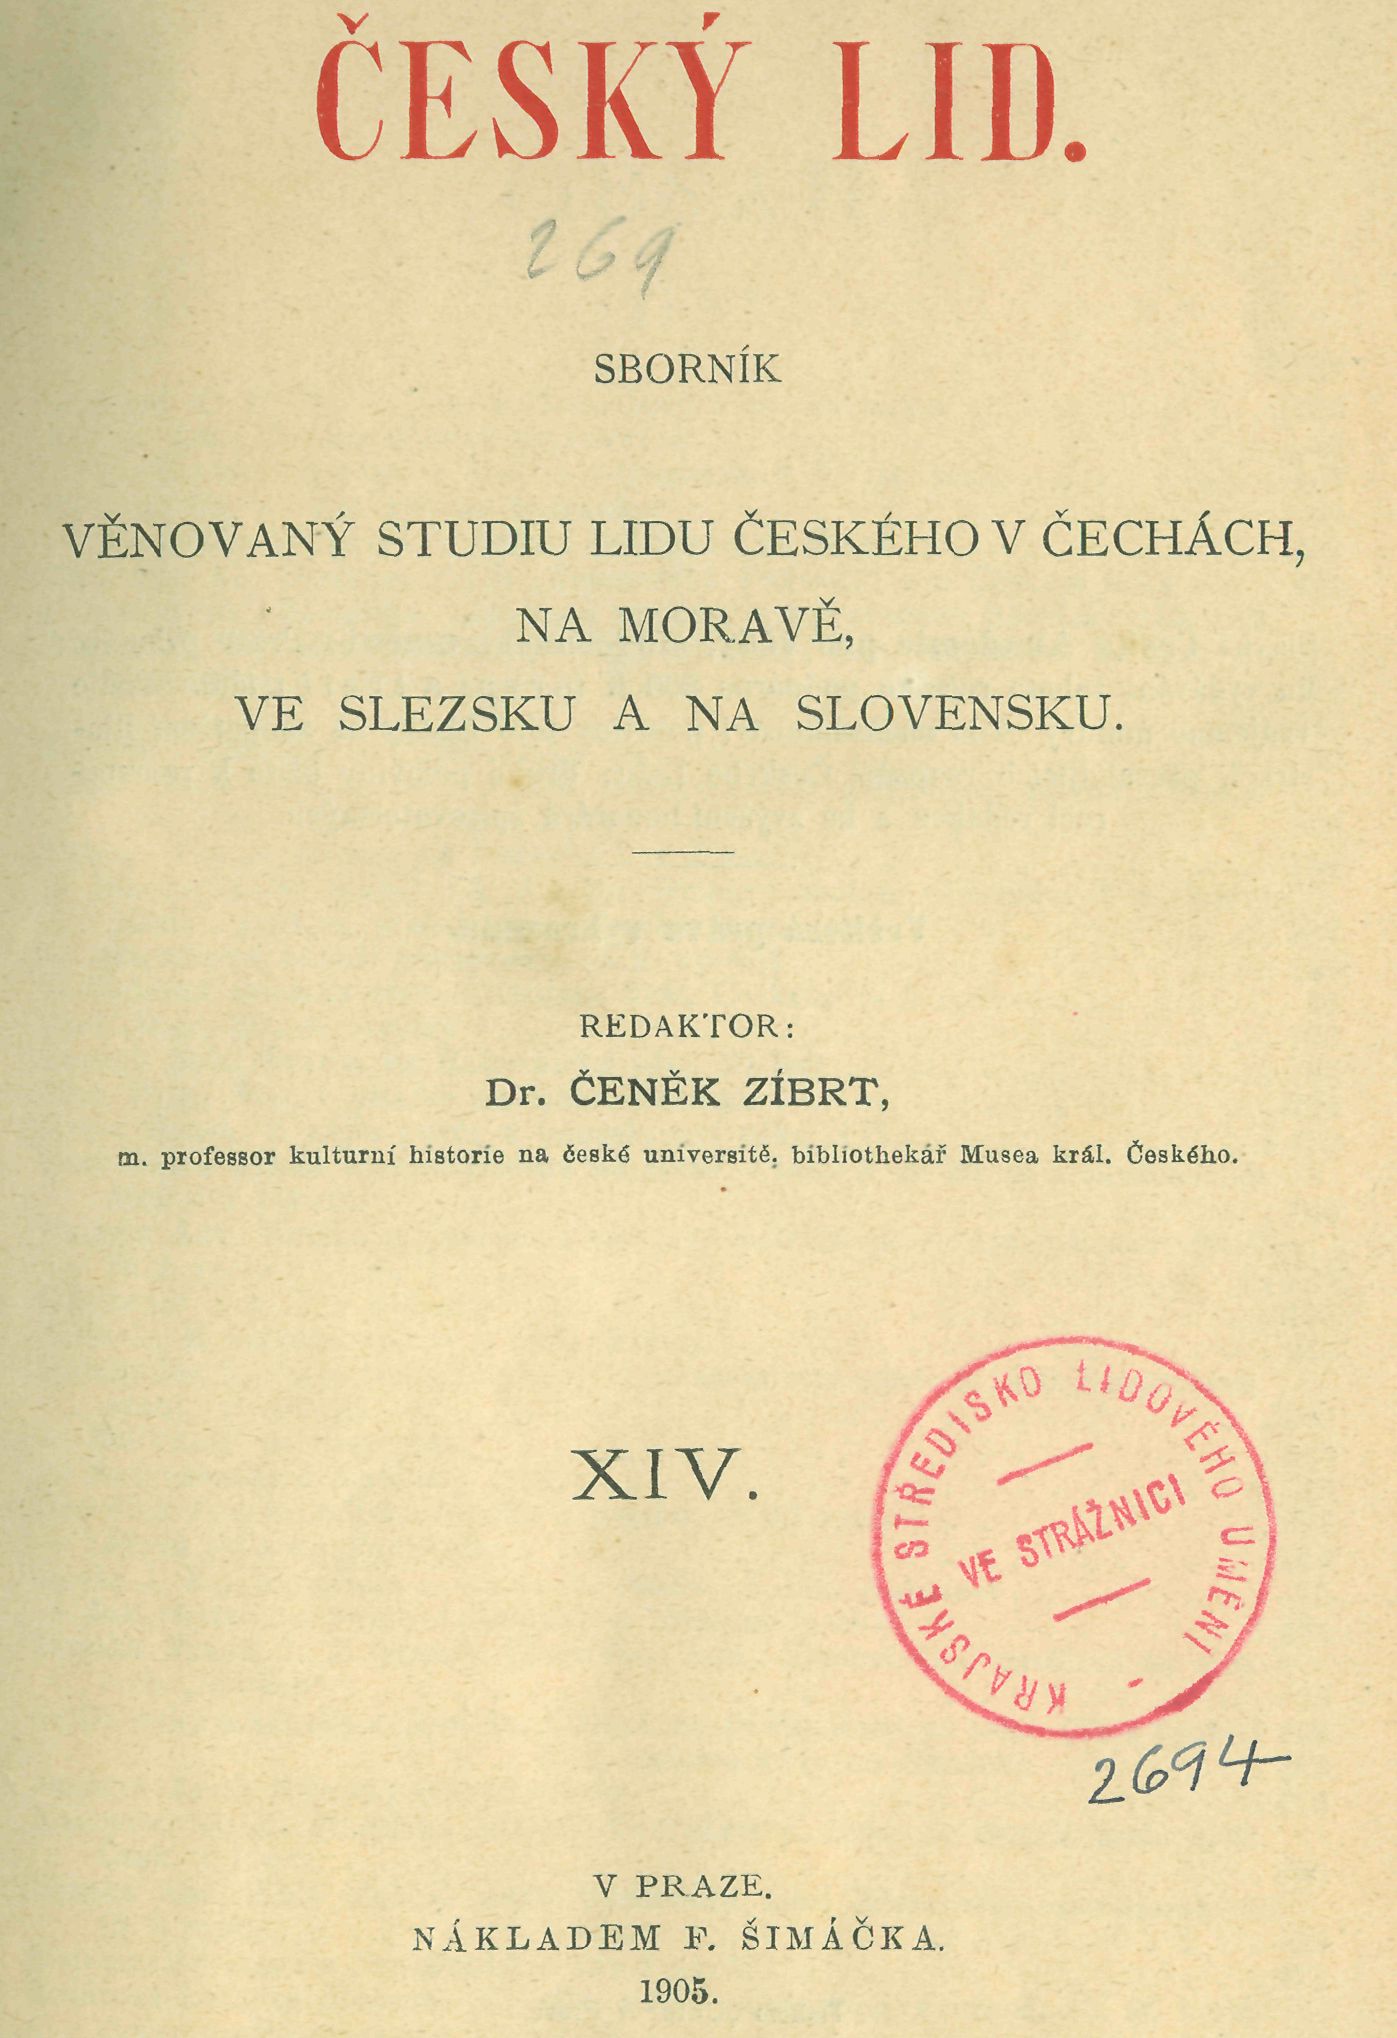 ČESKÝ LID.
269
SBORNÍK
VĚNOVANÝ STUDIU LIDU ČESKÉHO V ČECHÁCH,
NA MORAVĚ,
VE SLEZSKU A NA SLOVENSKU.
REDAKTOR:
Dr. ČENĚK ZÍBRT,
m. professor kulturní historie na české universitě, bibliothekář Musea král. Českého.
XIV.
KRAJSKÉ STŘEDISKO LIDOVÉHO UMĚNÍ -
VE STRÁŽNICI
2694
V PRAZE.
NÁKLADEM F. ŠIMÁČKA.
1905.